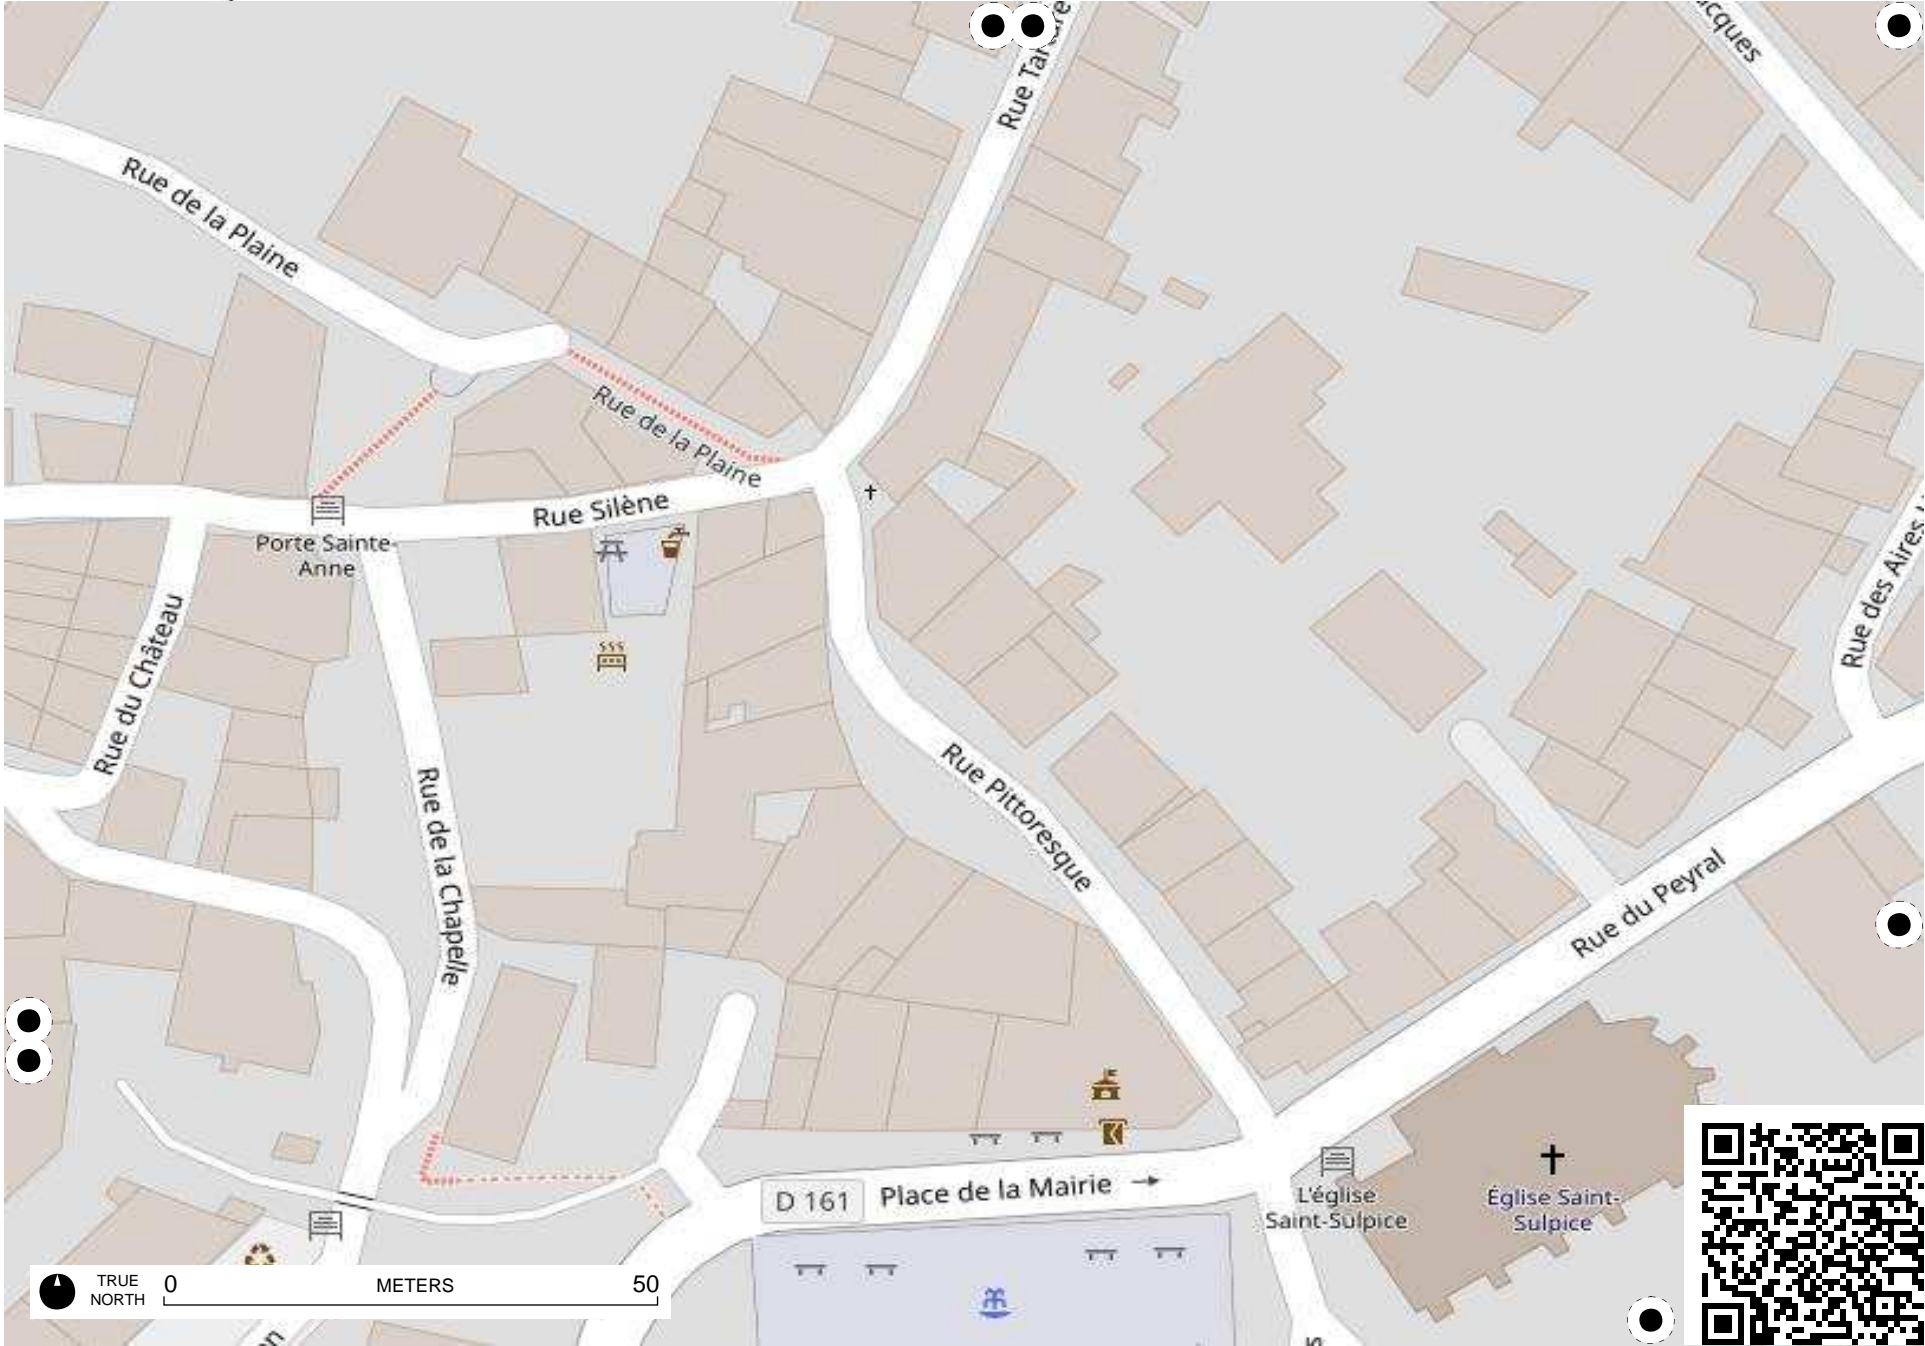 Rue de la Plaine
Rue de la Plaine
Rue Silène
Porte Sainte-
Anne
Rue du Château
Rue de la Chapelle
Rue Pittoresque
Rue du Peyral
Rue des Aires
D 161
Place de la Mairie →
L'église
Saint-Sulpice
Église Saint-
Sulpice
TRUE
NORTH
0 METERS 50